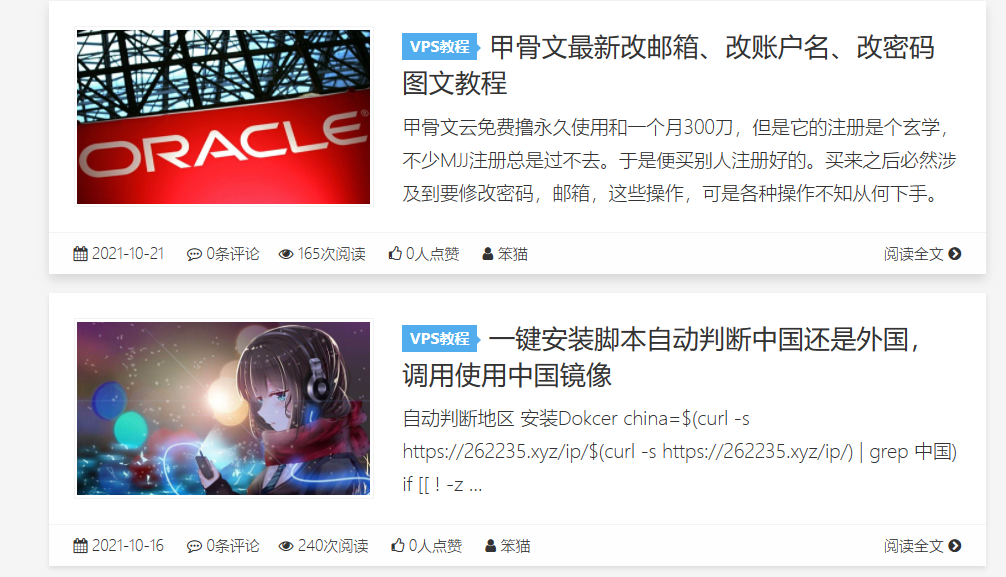 ORACLE
VPS教程 甲骨文最新改邮箱、改账户名、改密码
图文教程
甲骨文云免费撸永久使用和一个月300刀，但是它的注册是个玄学，
不少MJJ注册总是过不去。于是便买别人注册好的。买来之后必然涉
及到要修改密码，邮箱，这些操作，可是各种操作不知从何下手。
2021-10-21 0条评论 165次阅读 0人点赞 笨猫 阅读全文
VPS教程 一键安装脚本自动判断中国还是外国，
调用使用中国镜像
自动判断地区 安装Dokcer china=$(curl -s
https://262235.xyz/ip/$(curl -s https://262235.xyz/ip/) | grep 中国)
if [[ ! -z ...
2021-10-16 0条评论 240次阅读 0人点赞 笨猫 阅读全文